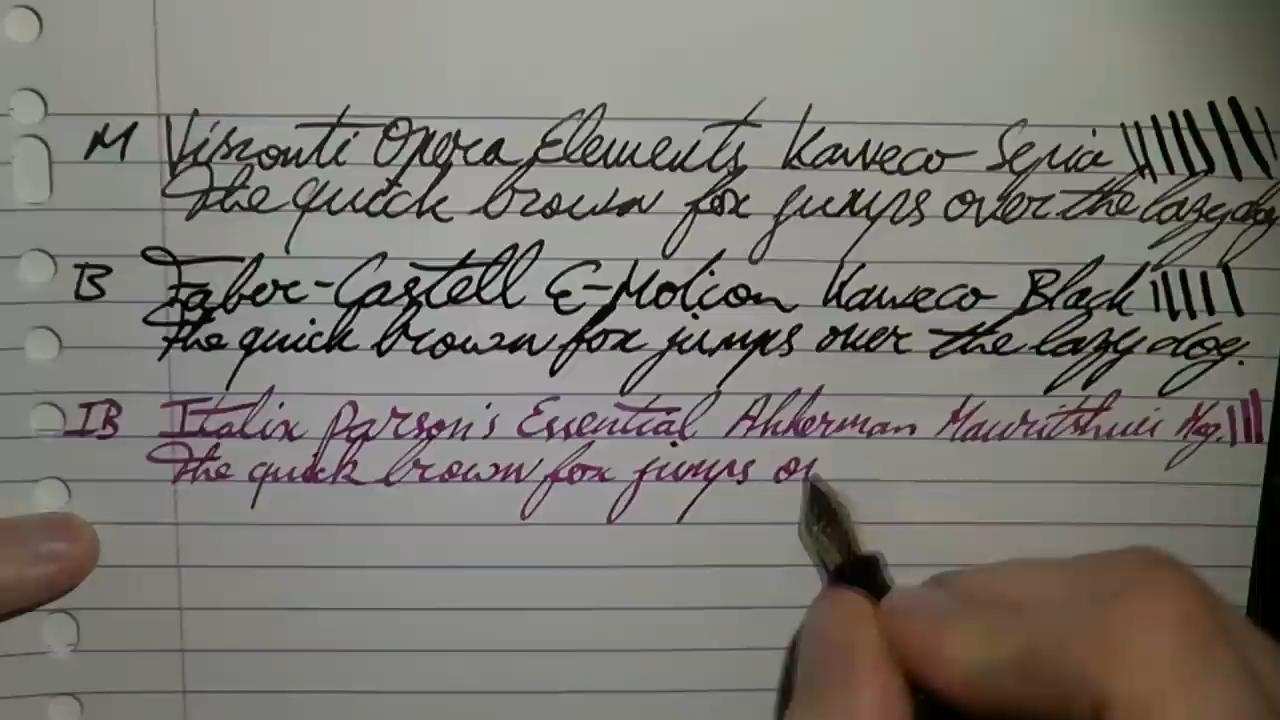 M Visconti Opera Elements Kaweco Sepia
The quick brown fox jumps over the lazy dog
B Faber-Castell E-Motion Kaweco Black
The quick brown fox jumps over the lazy dog.
IB Italix Parson's Essential Akkerman Mauritshuis Mag.
The quick brown fox jumps ov